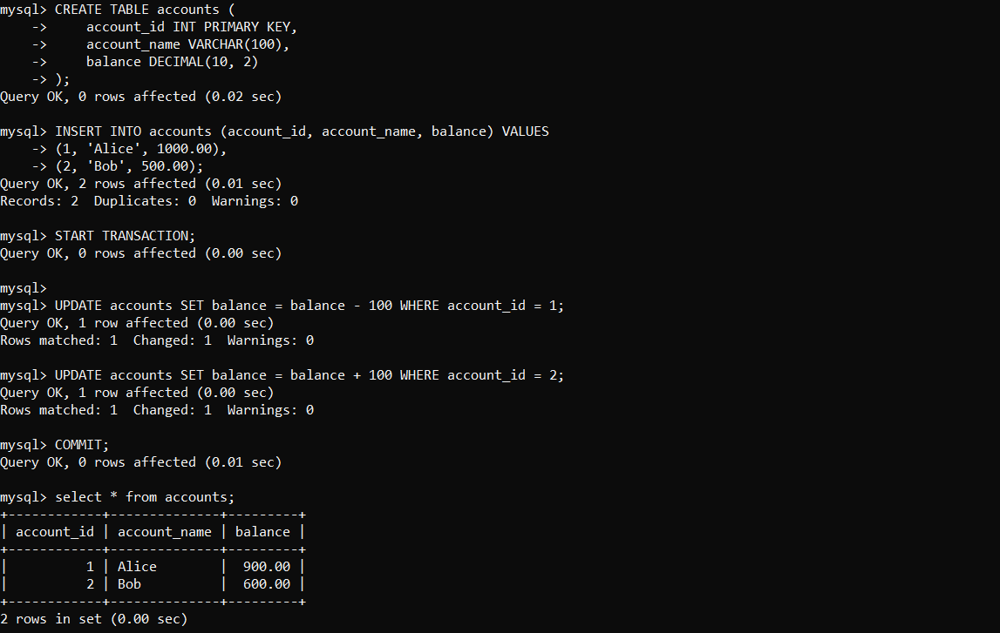 mysql> CREATE TABLE accounts (
    ->     account_id INT PRIMARY KEY,
    ->     account_name VARCHAR(100),
    ->     balance DECIMAL(10, 2)
    -> );
Query OK, 0 rows affected (0.02 sec)

mysql> INSERT INTO accounts (account_id, account_name, balance) VALUES
    -> (1, 'Alice', 1000.00),
    -> (2, 'Bob', 500.00);
Query OK, 2 rows affected (0.01 sec)
Records: 2  Duplicates: 0  Warnings: 0

mysql> START TRANSACTION;
Query OK, 0 rows affected (0.00 sec)

mysql>
mysql> UPDATE accounts SET balance = balance - 100 WHERE account_id = 1;
Query OK, 1 row affected (0.00 sec)
Rows matched: 1  Changed: 1  Warnings: 0

mysql> UPDATE accounts SET balance = balance + 100 WHERE account_id = 2;
Query OK, 1 row affected (0.00 sec)
Rows matched: 1  Changed: 1  Warnings: 0

mysql> COMMIT;
Query OK, 0 rows affected (0.01 sec)

mysql> select * from accounts;
+------------+--------------+---------+
| account_id | account_name | balance |
+------------+--------------+---------+
|          1 | Alice        |  900.00 |
|          2 | Bob          |  600.00 |
+------------+--------------+---------+
2 rows in set (0.00 sec)